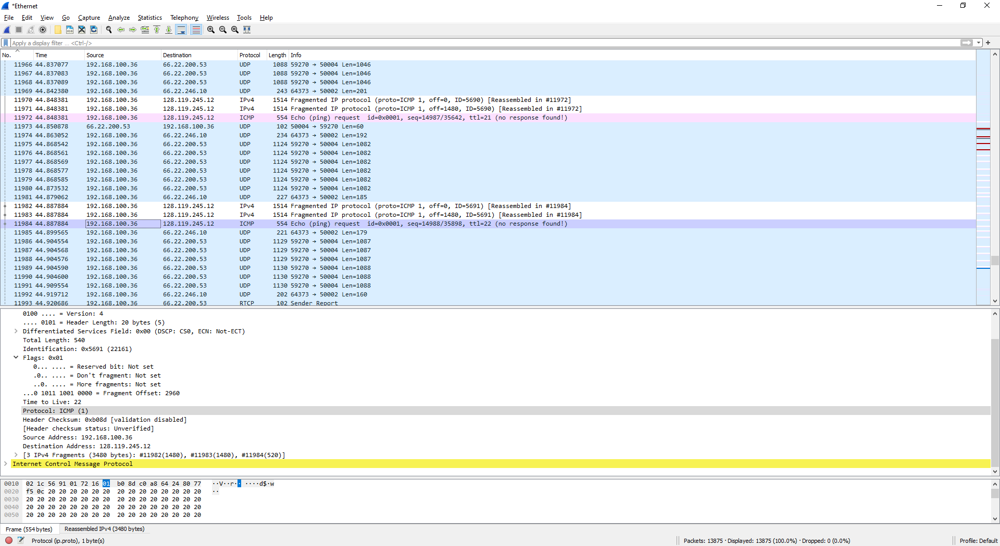 *Ethernet
File Edit View Go Capture Analyze Statistics Telephony Wireless Tools Help
Apply a display filter ... <Ctrl-/>
No. Time Source Destination Protocol Length Info
11966 44.837077 192.168.100.36 66.22.200.53 UDP 1088 59270 → 50004 Len=1046
11967 44.837083 192.168.100.36 66.22.200.53 UDP 1088 59270 → 50004 Len=1046
11968 44.837089 192.168.100.36 66.22.200.53 UDP 1088 59270 → 50004 Len=1046
11969 44.842380 192.168.100.36 66.22.246.10 UDP 243 64373 → 50002 Len=201
11970 44.848381 192.168.100.36 128.119.245.12 IPv4 1514 Fragmented IP protocol (proto=ICMP 1, off=0, ID=5690) [Reassembled in #11972]
11971 44.848381 192.168.100.36 128.119.245.12 IPv4 1514 Fragmented IP protocol (proto=ICMP 1, off=1480, ID=5690) [Reassembled in #11972]
11972 44.848381 192.168.100.36 128.119.245.12 ICMP 554 Echo (ping) request id=0x0001, seq=14987/35642, ttl=21 (no response found!)
11973 44.850878 66.22.200.53 192.168.100.36 UDP 102 50004 → 59270 Len=60
11974 44.863052 192.168.100.36 66.22.246.10 UDP 234 64373 → 50002 Len=192
11975 44.868542 192.168.100.36 66.22.200.53 UDP 1124 59270 → 50004 Len=1082
11976 44.868561 192.168.100.36 66.22.200.53 UDP 1124 59270 → 50004 Len=1082
11977 44.868569 192.168.100.36 66.22.200.53 UDP 1124 59270 → 50004 Len=1082
11978 44.868577 192.168.100.36 66.22.200.53 UDP 1124 59270 → 50004 Len=1082
11979 44.868585 192.168.100.36 66.22.200.53 UDP 1124 59270 → 50004 Len=1082
11980 44.873532 192.168.100.36 66.22.200.53 UDP 1124 59270 → 50004 Len=1082
11981 44.879062 192.168.100.36 66.22.246.10 UDP 227 64373 → 50002 Len=185
11982 44.887884 192.168.100.36 128.119.245.12 IPv4 1514 Fragmented IP protocol (proto=ICMP 1, off=0, ID=5691) [Reassembled in #11984]
11983 44.887884 192.168.100.36 128.119.245.12 IPv4 1514 Fragmented IP protocol (proto=ICMP 1, off=1480, ID=5691) [Reassembled in #11984]
11984 44.887884 192.168.100.36 128.119.245.12 ICMP 554 Echo (ping) request id=0x0001, seq=14988/35898, ttl=22 (no response found!)
11985 44.899565 192.168.100.36 66.22.246.10 UDP 221 64373 → 50002 Len=179
11986 44.904554 192.168.100.36 66.22.200.53 UDP 1129 59270 → 50004 Len=1087
11987 44.904568 192.168.100.36 66.22.200.53 UDP 1129 59270 → 50004 Len=1087
11988 44.904576 192.168.100.36 66.22.200.53 UDP 1129 59270 → 50004 Len=1087
11989 44.904590 192.168.100.36 66.22.200.53 UDP 1130 59270 → 50004 Len=1088
11990 44.904600 192.168.100.36 66.22.200.53 UDP 1130 59270 → 50004 Len=1088
11991 44.909554 192.168.100.36 66.22.200.53 UDP 1130 59270 → 50004 Len=1088
11992 44.919712 192.168.100.36 66.22.246.10 UDP 202 64373 → 50002 Len=160
11993 44.920686 192.168.100.36 66.22.200.53 RTCP 102 Sender Report
0100 .... = Version: 4
.... 0101 = Header Length: 20 bytes (5)
Differentiated Services Field: 0x00 (DSCP: CS0, ECN: Not-ECT)
Total Length: 540
Identification: 0x5691 (22161)
Flags: 0x01
0... .... = Reserved bit: Not set
.0.. .... = Don't fragment: Not set
..0. .... = More fragments: Not set
...0 1011 1001 0000 = Fragment Offset: 2960
Time to Live: 22
Protocol: ICMP (1)
Header Checksum: 0xb08d [validation disabled]
[Header checksum status: Unverified]
Source Address: 192.168.100.36
Destination Address: 128.119.245.12
[3 IPv4 Fragments (3480 bytes): #11982(1480), #11983(1480), #11984(520)]
Internet Control Message Protocol
0010 02 1c 56 91 01 72 16 01 b0 8d c0 a8 64 24 80 77 ··V··r·· ····d$·w
0020 f5 0c 20 20 20 20 20 20 20 20 20 20 20 20 20 20 ··
0030 20 20 20 20 20 20 20 20 20 20 20 20 20 20 20 20
0040 20 20 20 20 20 20 20 20 20 20 20 20 20 20 20 20
0050 20 20 20 20 20 20 20 20 20 20 20 20 20 20 20 20
Frame (554 bytes) Reassembled IPv4 (3480 bytes)
Protocol (ip.proto), 1 byte(s) Packets: 13875 · Displayed: 13875 (100.0%) · Dropped: 0 (0.0%) Profile: Default